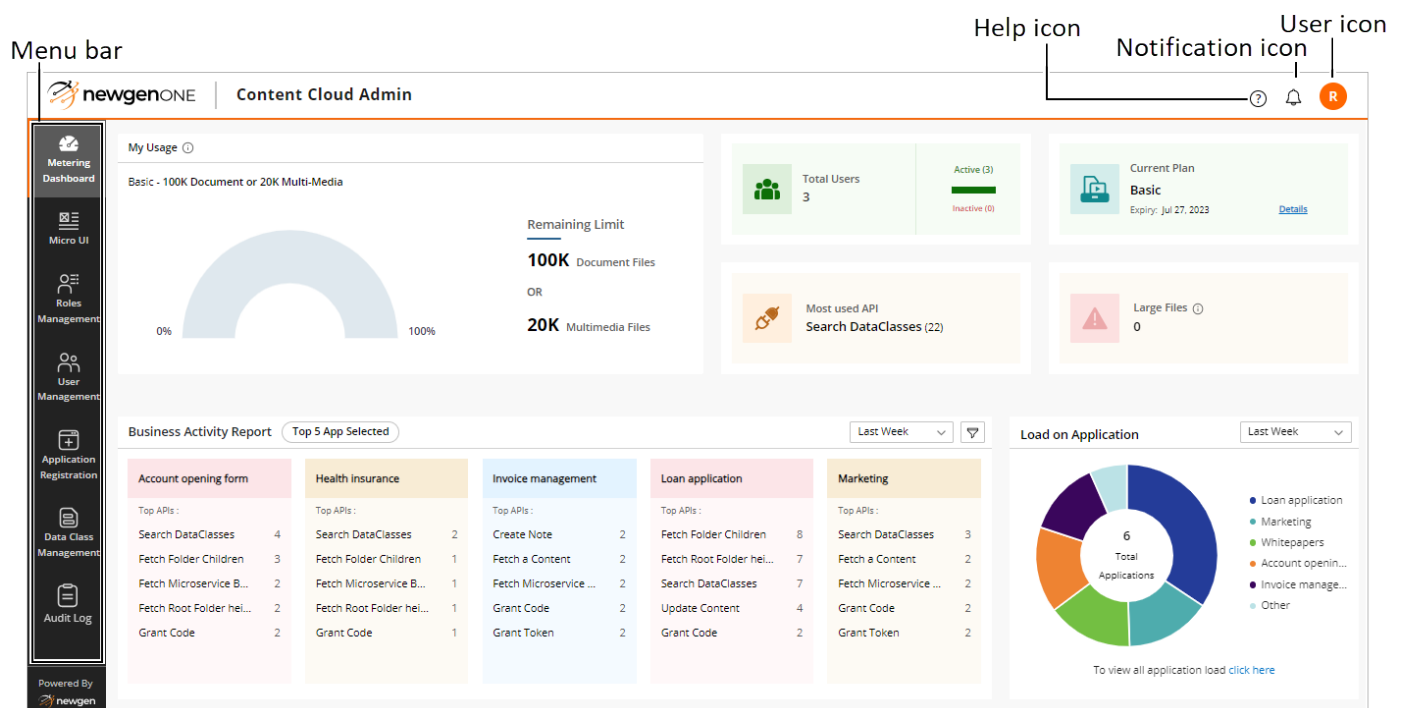 Help icon
User icon
Menu bar
Notification icon
newgenONE
Content Cloud Admin
?
R
Metering
Dashboard
Micro UI
Roles
Management
User
Management
Application
Registration
Data Class
Management
Audit Log
Powered By
newgen
My Usage
Basic - 100K Document or 20K Multi-Media
0%
100%
Remaining Limit
100K Document Files
OR
20K Multimedia Files
Total Users
3
Active (3)
Inactive (0)
Current Plan
Basic
Expiry: Jul 27, 2023
Details
Most used API
Search DataClasses (22)
Large Files
0
Business Activity Report
Top 5 App Selected
Last Week
Account opening form
Top APIs :
Search DataClasses 4
Fetch Folder Children 3
Fetch Microservice B... 2
Fetch Root Folder hei... 2
Grant Code 2
Health insurance
Top APIs :
Search DataClasses 2
Fetch Folder Children 1
Fetch Microservice B... 1
Fetch Root Folder hei... 1
Grant Code 1
Invoice management
Top APIs :
Create Note 2
Fetch a Content 2
Fetch Microservice ... 2
Grant Code 2
Grant Token 2
Loan application
Top APIs :
Fetch Folder Children 8
Fetch Root Folder hei... 7
Search DataClasses 7
Update Content 4
Grant Code 2
Marketing
Top APIs :
Search DataClasses 3
Fetch a Content 2
Fetch Microservice ... 2
Grant Code 2
Grant Token 2
Load on Application
Last Week
6
Total
Applications
Loan application
Marketing
Whitepapers
Account openin...
Invoice manage...
Other
To view all application load click here